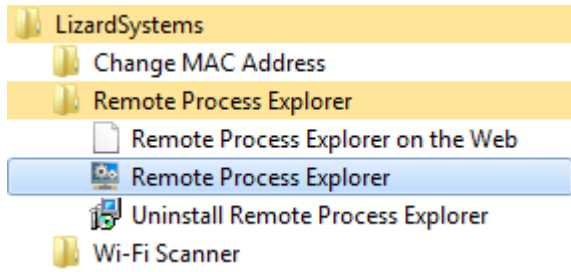 LizardSystems
Change MAC Address
Remote Process Explorer
Remote Process Explorer on the Web
Remote Process Explorer
Uninstall Remote Process Explorer
Wi-Fi Scanner